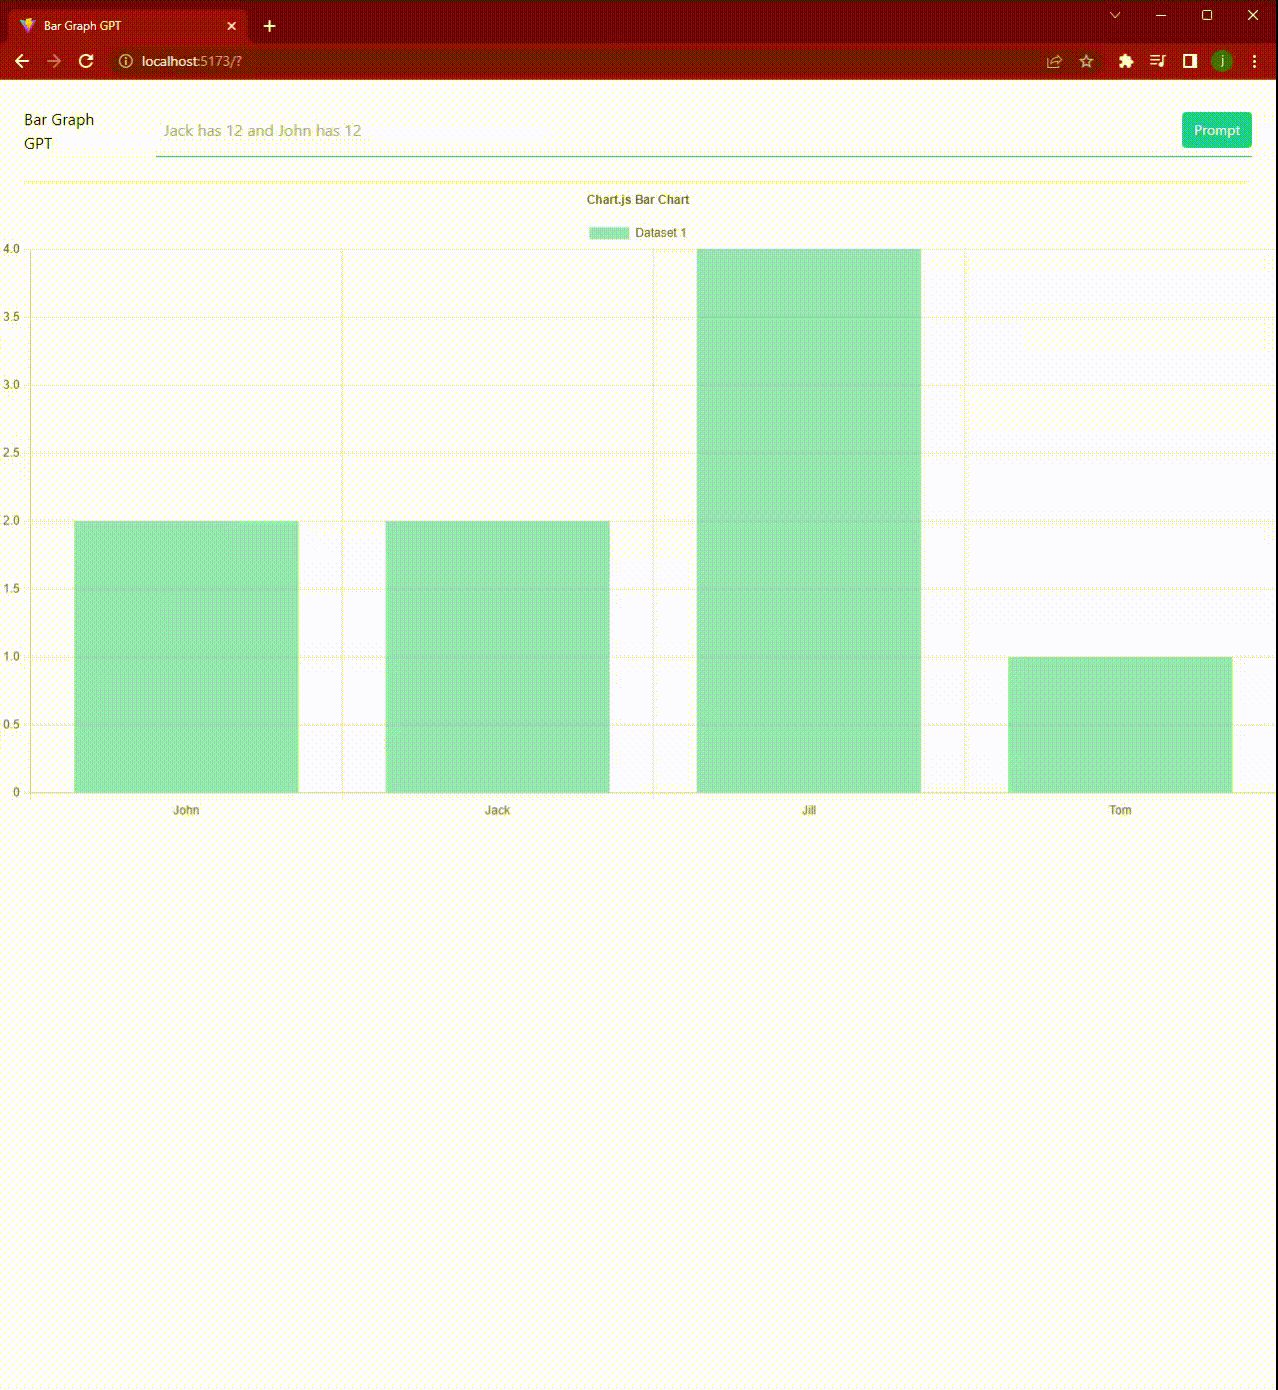 Bar Graph GPT
localhost:5173/?
j
Bar Graph
GPT
Jack has 12 and John has 12
Prompt
Chart.js Bar Chart
Dataset 1
4.0
3.5
3.0
2.5
2.0
1.5
1.0
0.5
0
John Jack Jill Tom